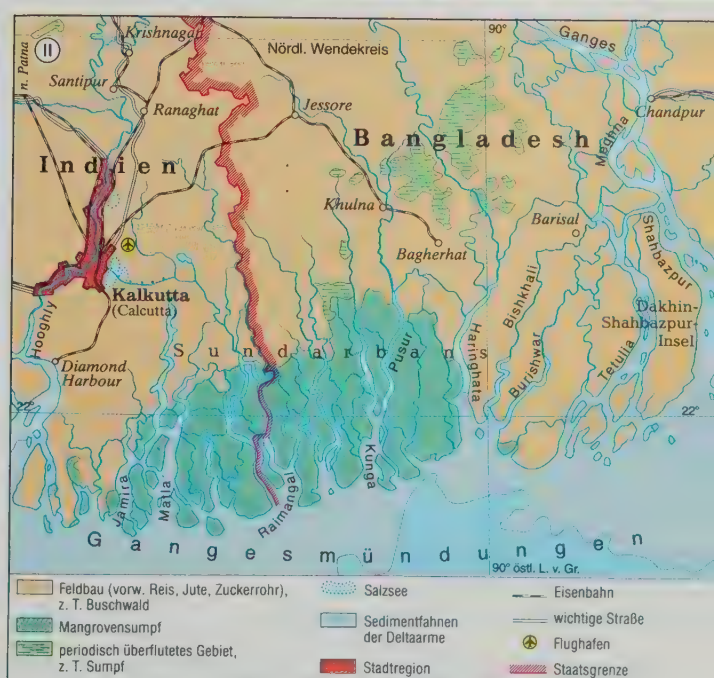 II
n. Patna
Krishnagar
Nördl. Wendekreis
90°
Ganges
Santipur
Ranaghat
Jessore
Chandpur
Bangladesh
Meghna
Indien
Khulna
Barisal
Shahbazpur
Bagherhat
Kalkutta
(Calcutta)
Bishkhali
Dakhin-
Shahbazpur-
Insel
Hooghly
Sundarbans
Pusur
Haringhata
Burishwar
Tetulia
Diamond
Harbour
22°
22°
Jamira
Matla
Raimangal
Kunga
Gangesmündungen
90° östl. L. v. Gr.
Feldbau (vorw. Reis, Jute, Zuckerrohr),
z. T. Buschwald
Mangrovensumpf
periodisch überflutetes Gebiet,
z. T. Sumpf
Salzsee
Sedimentfahnen
der Deltaarme
Stadtregion
Eisenbahn
wichtige Straße
Flughafen
Staatsgrenze